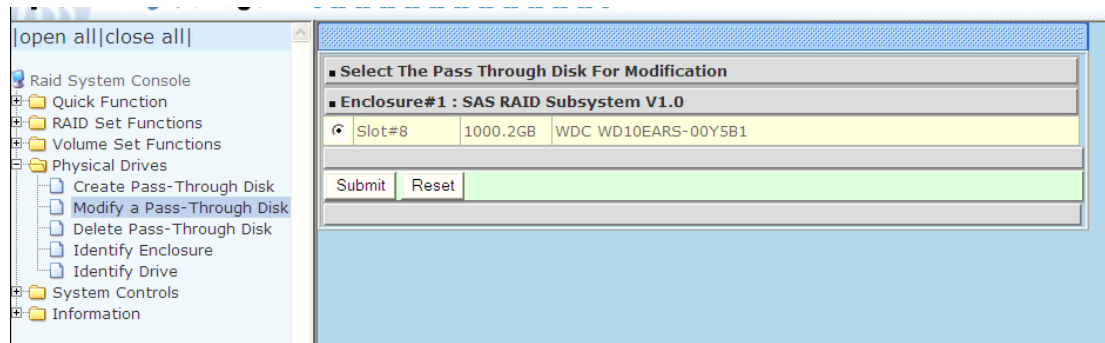 |open all|close all|
Raid System Console
Quick Function
RAID Set Functions
Volume Set Functions
Physical Drives
Create Pass-Through Disk
Modify a Pass-Through Disk
Delete Pass-Through Disk
Identify Enclosure
Identify Drive
System Controls
Information
Select The Pass Through Disk For Modification
Enclosure#1 : SAS RAID Subsystem V1.0
Slot#8 1000.2GB WDC WD10EARS-00Y5B1
Submit Reset